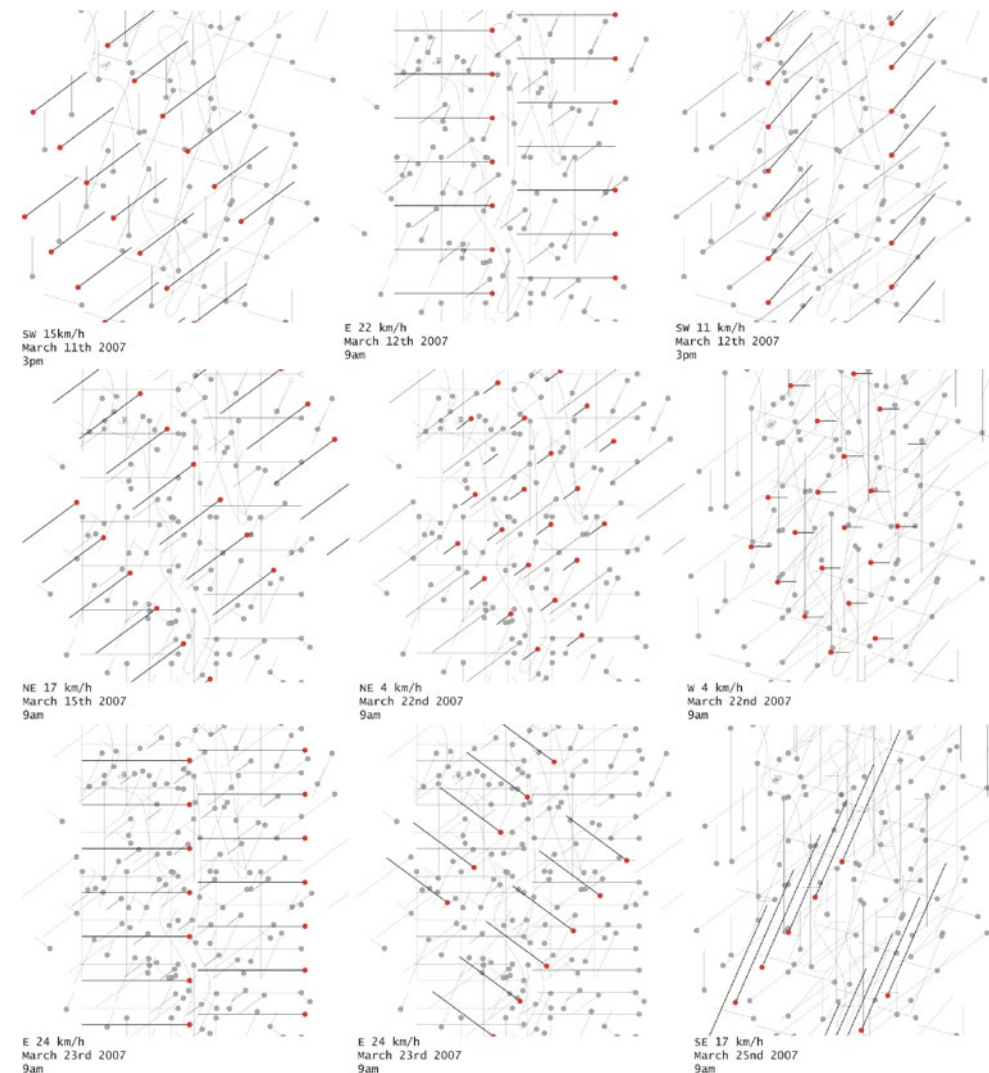 SW 15km/h
March 11th 2007
3pm
E 22 km/h
March 12th 2007
9am
SW 11 km/h
March 12th 2007
3pm
NE 17 km/h
March 15th 2007
9am
NE 4 km/h
March 22nd 2007
9am
W 4 km/h
March 22nd 2007
9am
E 24 km/h
March 23rd 2007
9am
E 24 km/h
March 23rd 2007
9am
SE 17 km/h
March 25nd 2007
9am